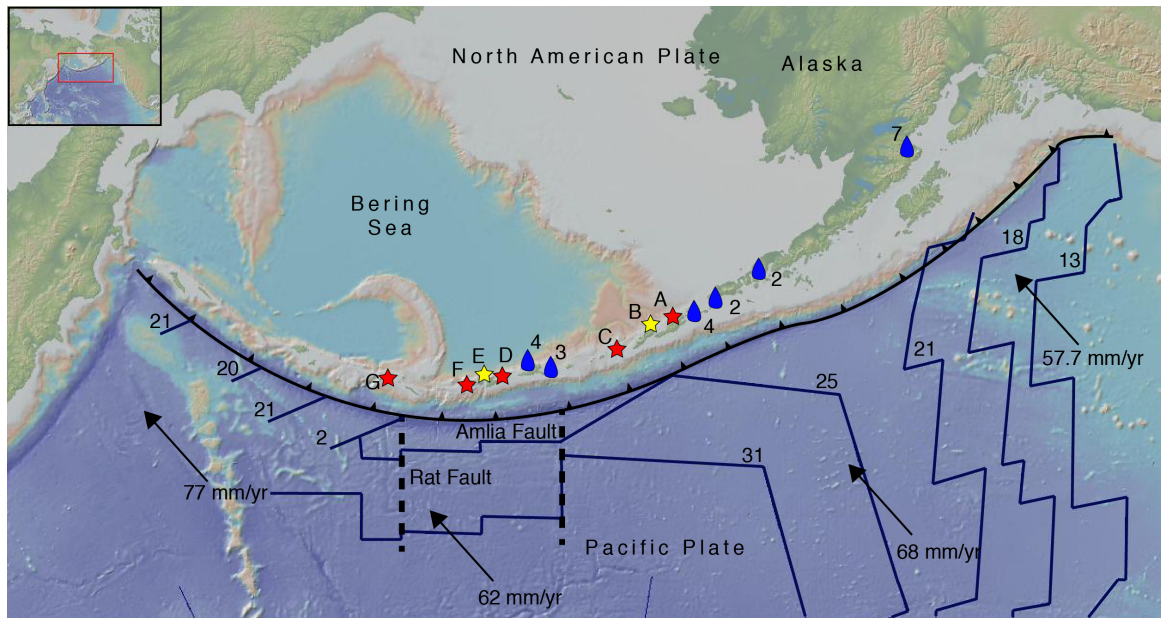 North American Plate
Alaska
7
Bering
Sea
18
13
2
B
A
2
4
21
C
57.7 mm/yr
21
20
4
E
D
3
F
G
25
21
2
Amlia Fault
31
Rat Fault
77 mm/yr
Pacific Plate
68 mm/yr
62 mm/yr